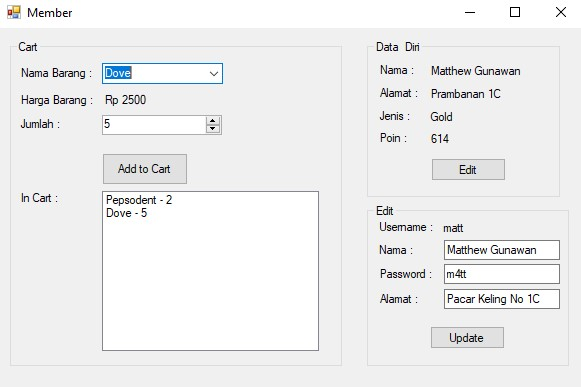 Member
Cart
Nama Barang : Dove
Harga Barang : Rp 2500
Jumlah : 5
Add to Cart
In Cart :
Pepsodent - 2
Dove - 5
Data Diri
Nama : Matthew Gunawan
Alamat : Prambanan 1C
Jenis : Gold
Poin : 614
Edit
Edit
Username : matt
Nama : Matthew Gunawan
Password : m4tt
Alamat : Pacar Keling No 1C
Update